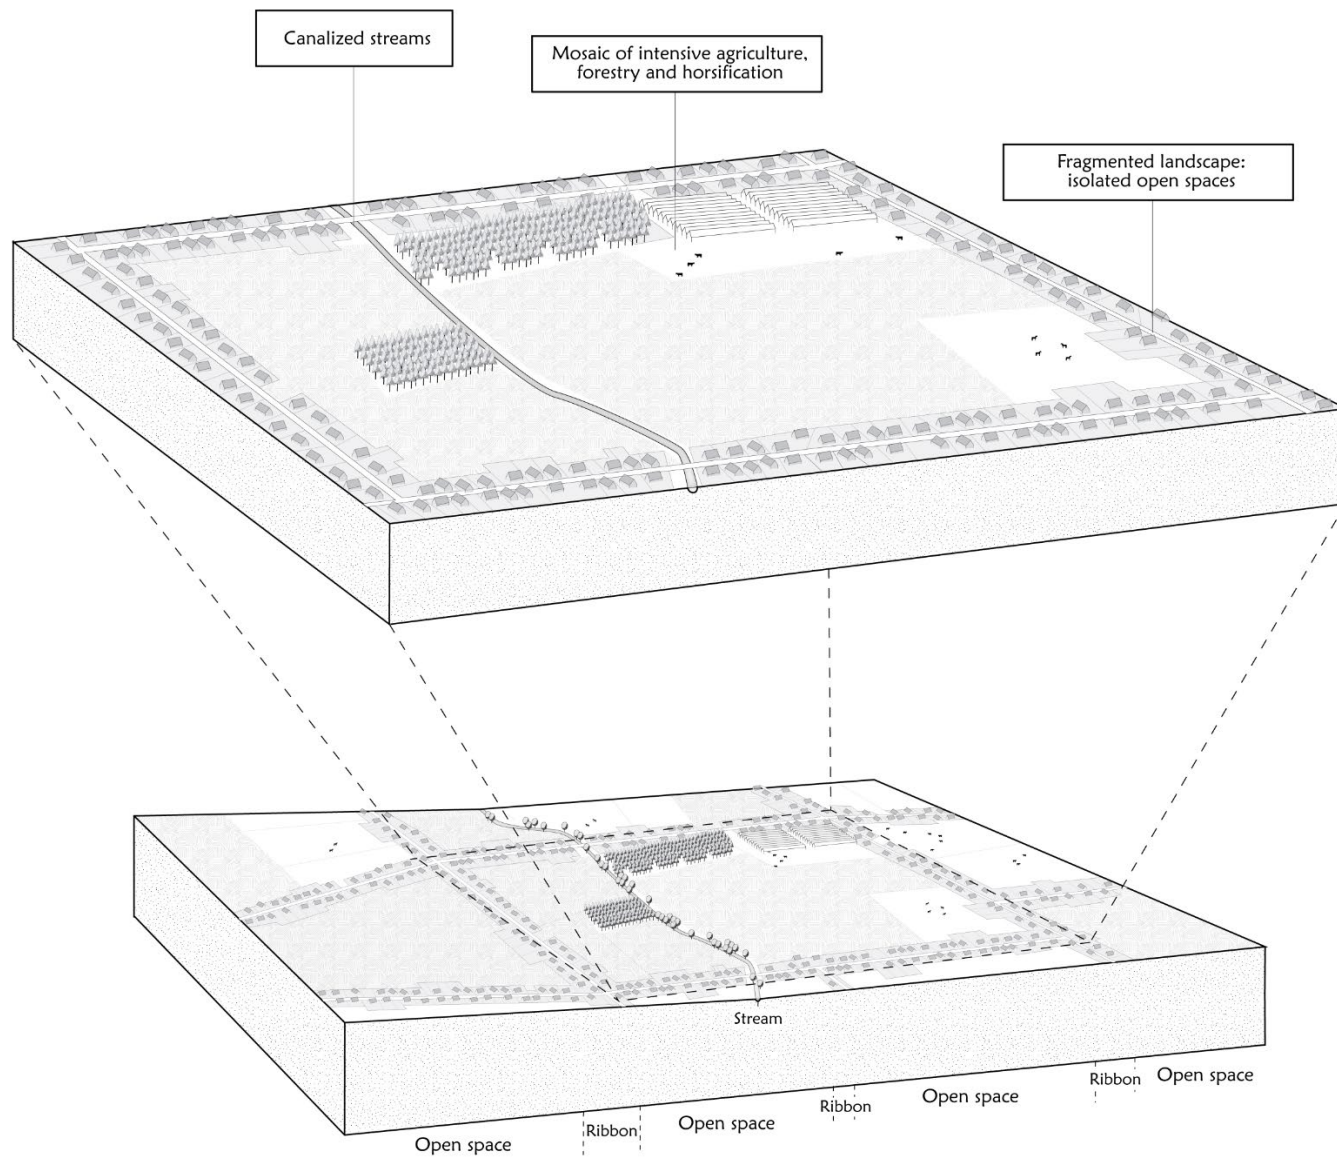 Canalized streams
Mosaic of intensive agriculture,
forestry and horsification
Fragmented landscape:
isolated open spaces
Stream
Open space
Ribbon
Open space
Ribbon
Open space
Ribbon
Open space